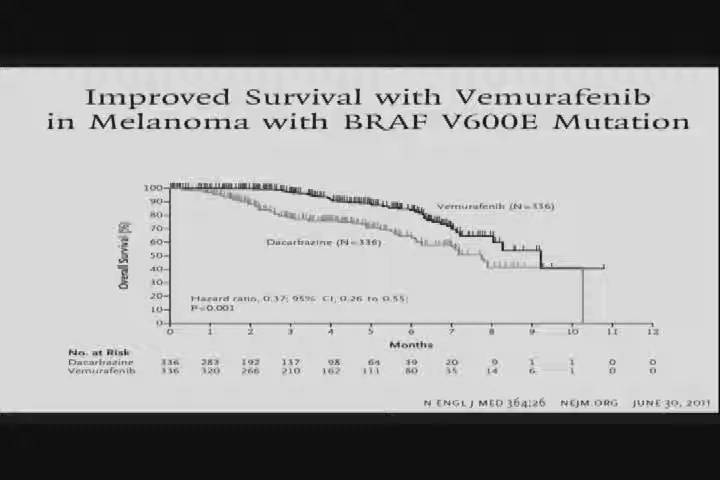 Improved Survival with Vemurafenib
in Melanoma with BRAF V600E Mutation
Overall Survival (%)
100
90
80
70
60
50
40
30
20
10
0
Vemurafenib (N=336)
Dacarbazine (N=336)
Hazard ratio, 0.37; 95% CI, 0.26 to 0.55;
P<0.001
0 1 2 3 4 5 6 7 8 9 10 11 12
Months
No. at Risk
Dacarbazine 336 283 192 137 98 64 39 20 9 1 1 0 0
Vemurafenib 336 320 266 210 162 111 80 35 14 6 1 0 0
N ENGL J MED 364;26 NEJM.ORG JUNE 30, 2011